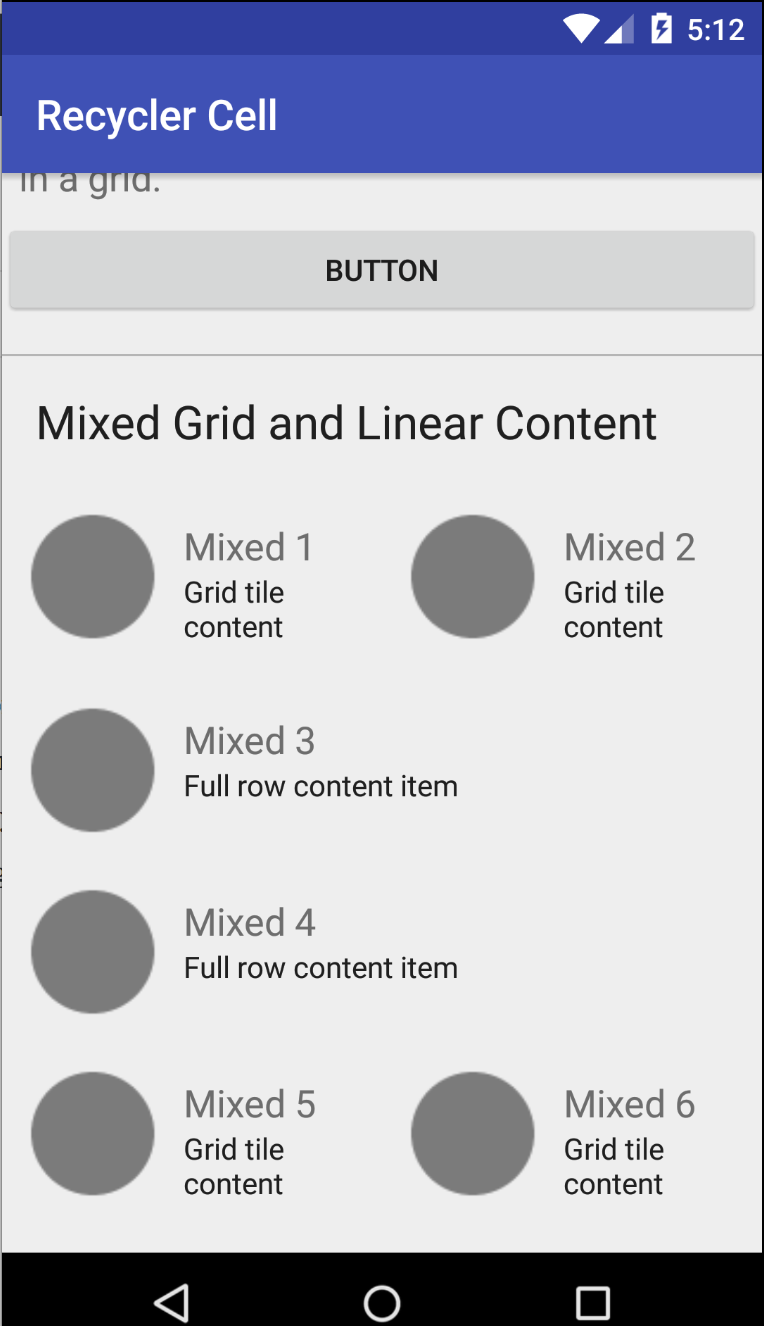 5:12
Recycler Cell
in a grid.
BUTTON
Mixed Grid and Linear Content
Mixed 1
Grid tile
content
Mixed 2
Grid tile
content
Mixed 3
Full row content item
Mixed 4
Full row content item
Mixed 5
Grid tile
content
Mixed 6
Grid tile
content